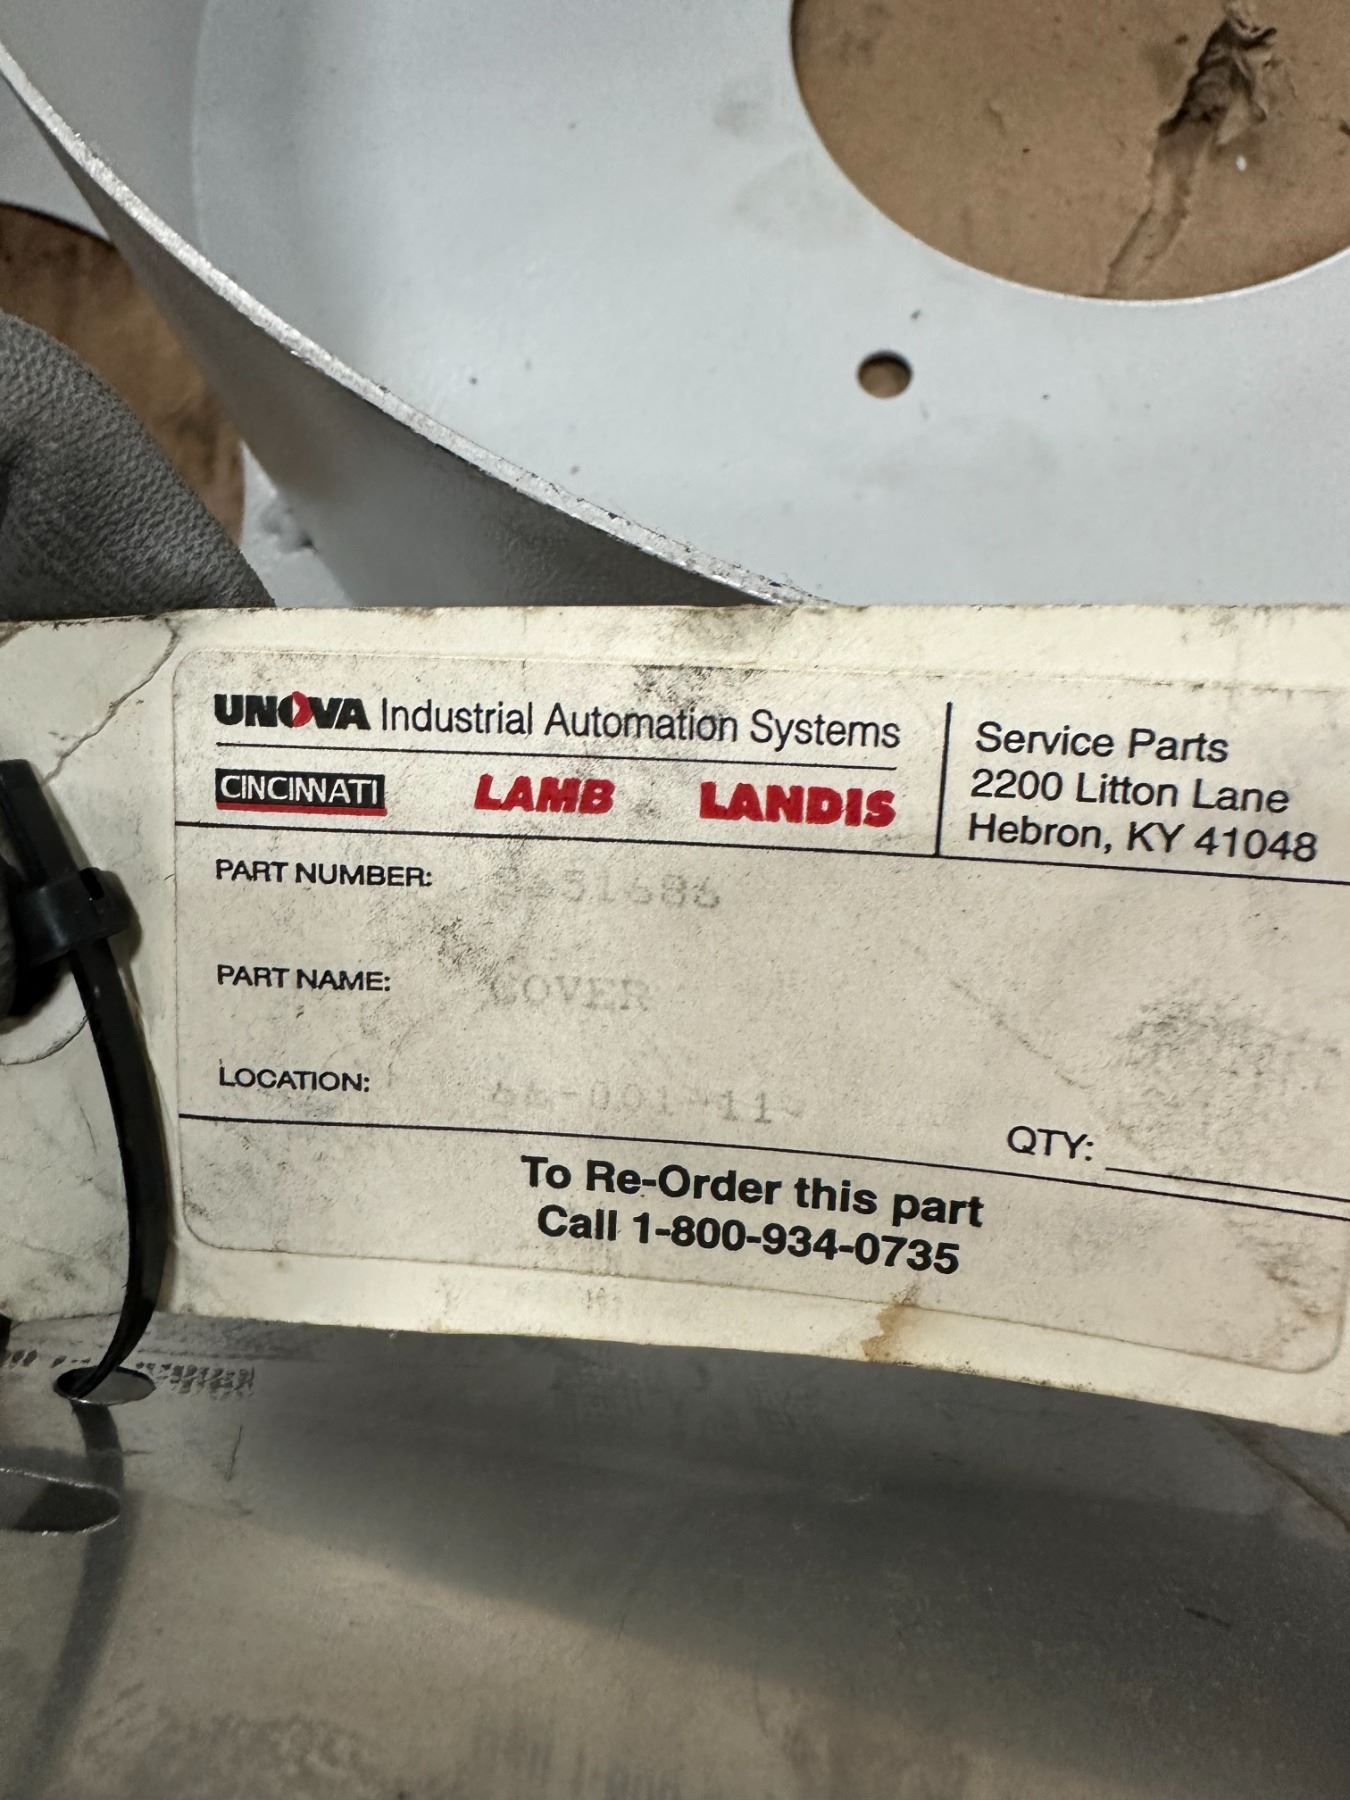 UNOVA Industrial Automation Systems
CINCINNATI LAMB LANDIS
Service Parts
2200 Litton Lane
Hebron, KY 41048
PART NUMBER:
PART NAME: COVER
LOCATION:
QTY:
To Re-Order this part
Call 1-800-934-0735